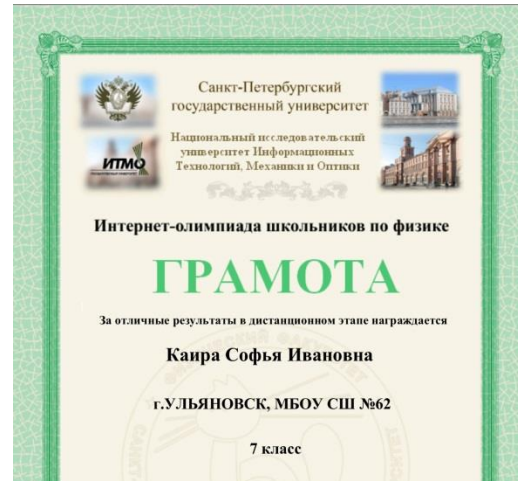 Санкт-Петербургский
государственный университет
Национальный исследовательский
университет Информационных
Технологий, Механики и Оптики
ИТМО
Интернет-олимпиада школьников по физике
ГРАМОТА
За отличные результаты в дистанционном этапе награждается
Каира Софья Ивановна
г.УЛЬЯНОВСК, МБОУ СШ №62
7 класс